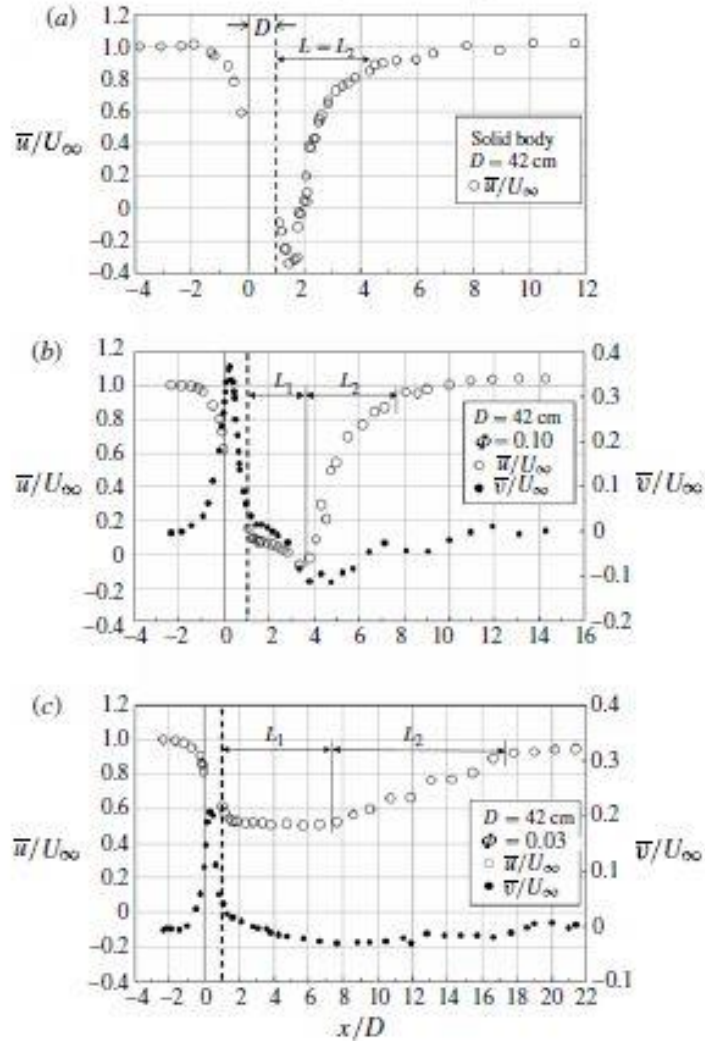 (a)
D
L = L₂
1.2
1.0
0.8
0.6
0.4
0.2
0
−0.2
−0.4
u̅/U∞
Solid body
D = 42 cm
u̅/U∞
−4 −2 0 2 4 6 8 10 12
(b)
L₁ L₂
1.2
1.0
0.8
0.6
0.4
0.2
0
−0.2
−0.4
u̅/U∞
D = 42 cm
Φ = 0.10
u̅/U∞
v̅/U∞
0.4
0.3
0.2
0.1
0
−0.1
−0.2
v̅/U∞
−4 −2 0 2 4 6 8 10 12 14 16
(c)
L₁ L₂
1.2
1.0
0.8
0.6
0.4
0.2
0
−0.2
−0.4
u̅/U∞
D = 42 cm
Φ = 0.03
u̅/U∞
v̅/U∞
0.4
0.3
0.2
0.1
0
−0.1
v̅/U∞
−4 −2 0 2 4 6 8 10 12 14 16 18 20 22
x/D